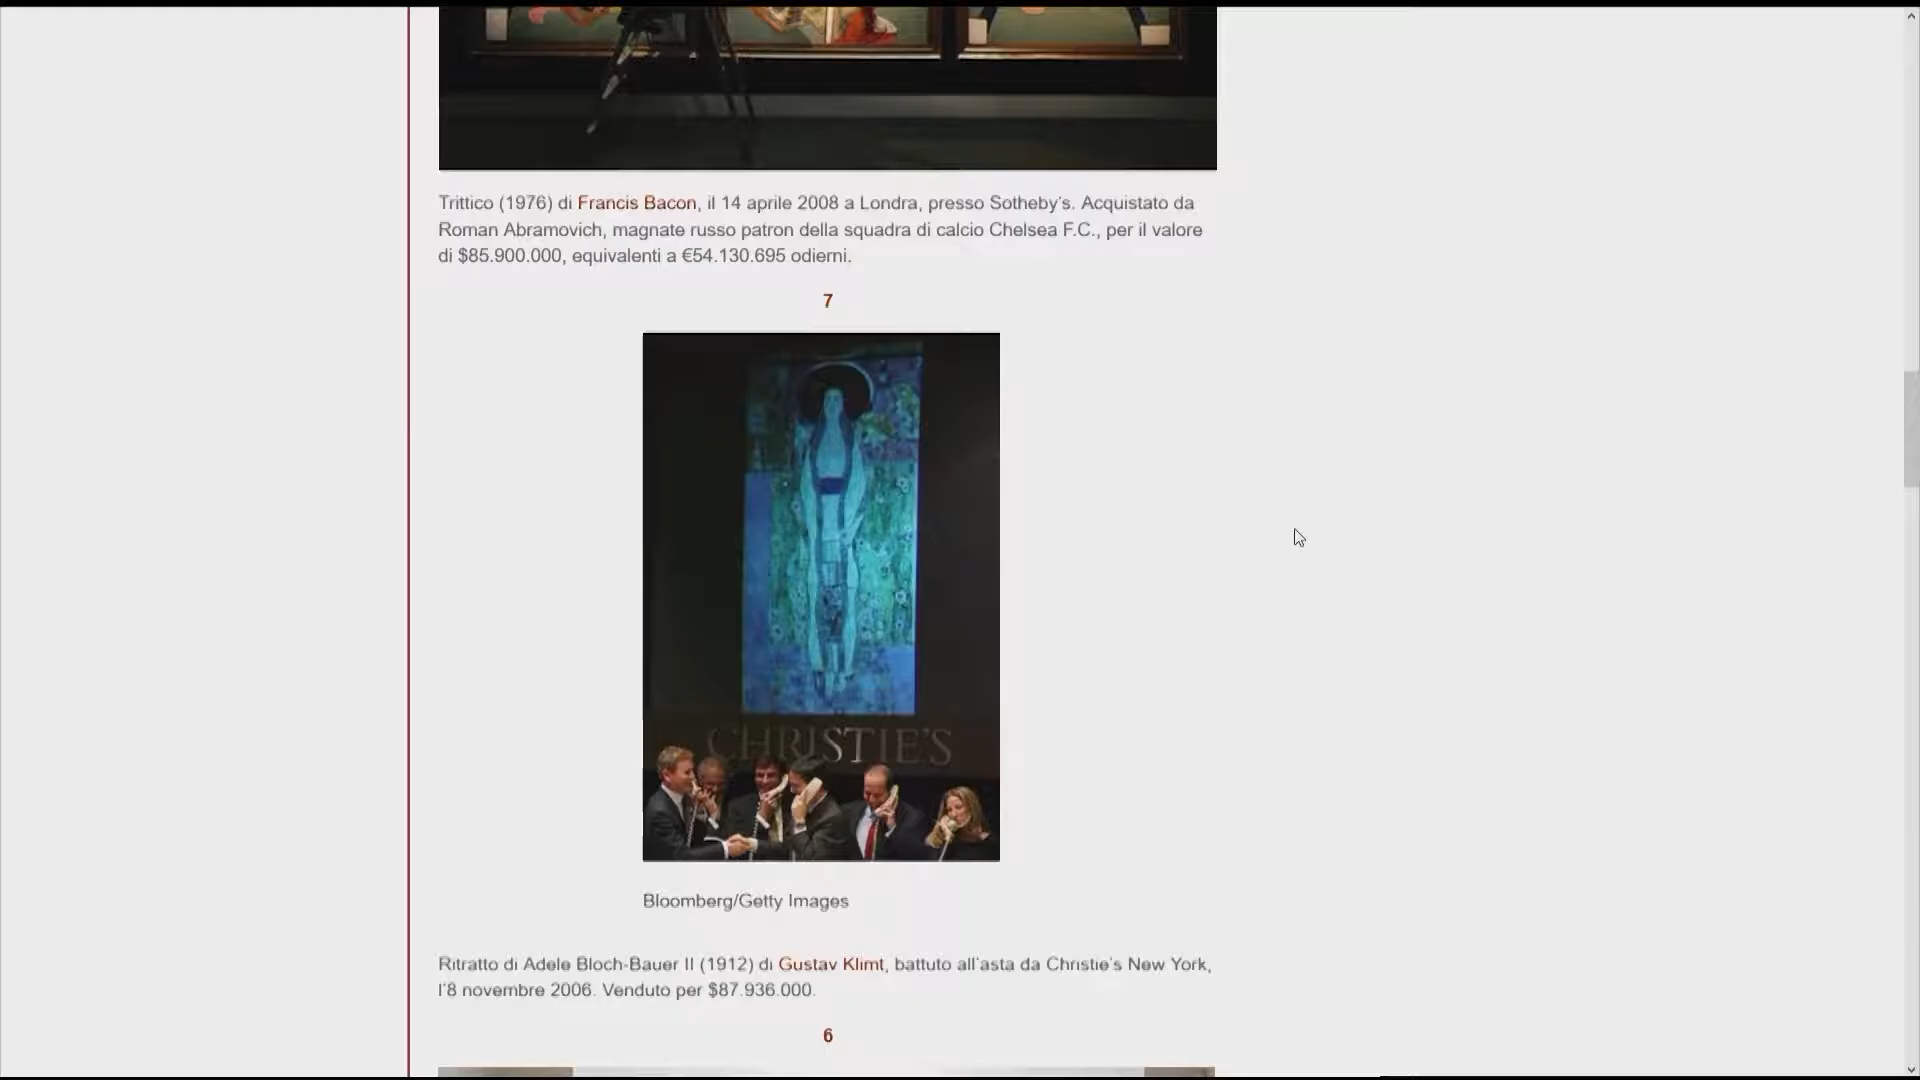 Trittico (1976) di Francis Bacon, il 14 aprile 2008 a Londra, presso Sotheby's. Acquistato da
Roman Abramovich, magnate russo patron della squadra di calcio Chelsea F.C., per il valore
di $85.900.000, equivalenti a €54.130.695 odierni.
7
CHRISTIE'S
Bloomberg/Getty Images
Ritratto di Adele Bloch-Bauer II (1912) di Gustav Klimt, battuto all'asta da Christie's New York,
l'8 novembre 2006. Venduto per $87.936.000.
6